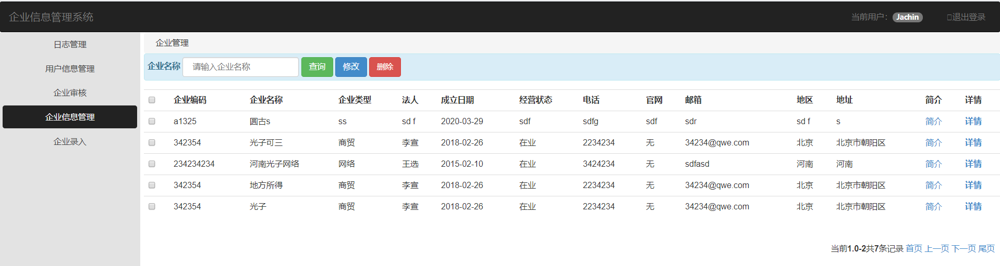 企业信息管理系统
当前用户： Jachin 退出登录
日志管理
用户信息管理
企业审核
企业信息管理
企业录入
企业管理
企业名称 请输入企业名称 查询 修改 删除
企业编码 企业名称 企业类型 法人 成立日期 经营状态 电话 官网 邮箱 地区 地址 简介 详情
a1325 圆古s ss sd f 2020-03-29 sdf sdfg sdf sdr sd f s 简介 详情
342354 光子可三 商贸 李宣 2018-02-26 在业 2234234 无 34234@qwe.com 北京 北京市朝阳区 简介 详情
234234234 河南光子网络 网络 王选 2015-02-10 在业 3424234 无 sdfasd 河南 河南 简介 详情
342354 地方所得 商贸 李宣 2018-02-26 在业 2234234 无 34234@qwe.com 北京 北京市朝阳区 简介 详情
342354 光子 商贸 李宣 2018-02-26 在业 2234234 无 34234@qwe.com 北京 北京市朝阳区 简介 详情
当前1.0-2共7条记录 首页 上一页 下一页 尾页